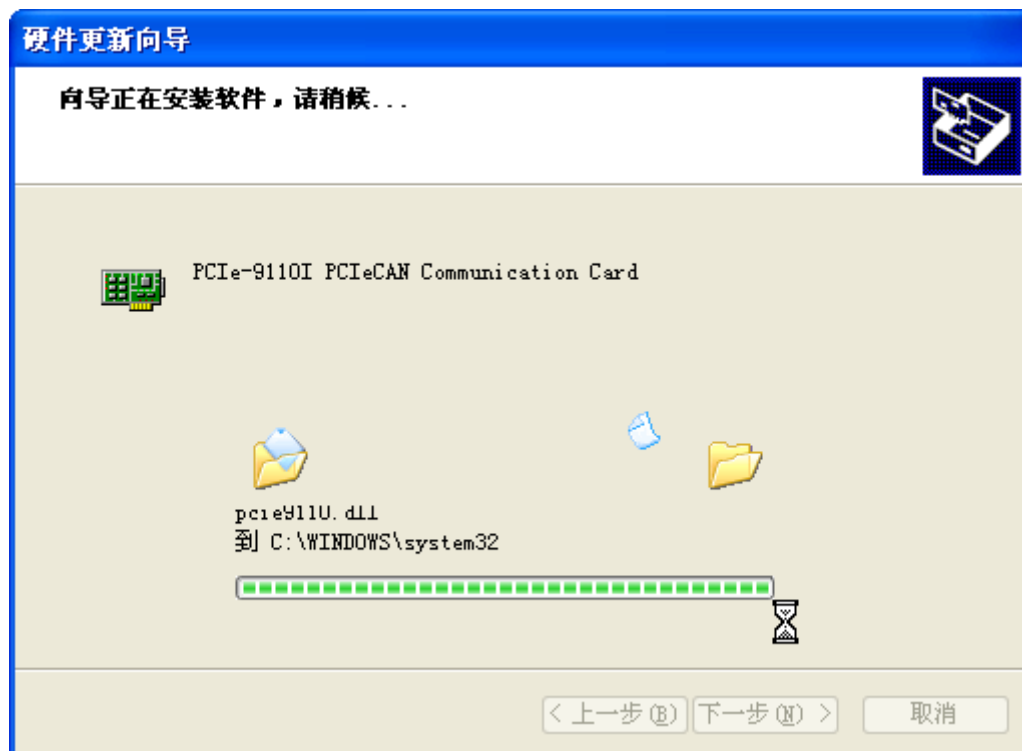 硬件更新向导
向导正在安装软件，请稍候...
PCIe-9110I PCIeCAN Communication Card
pcie9110.dll
到 C:\WINDOWS\system32
< 上一步(B)
下一步(N) >
取消